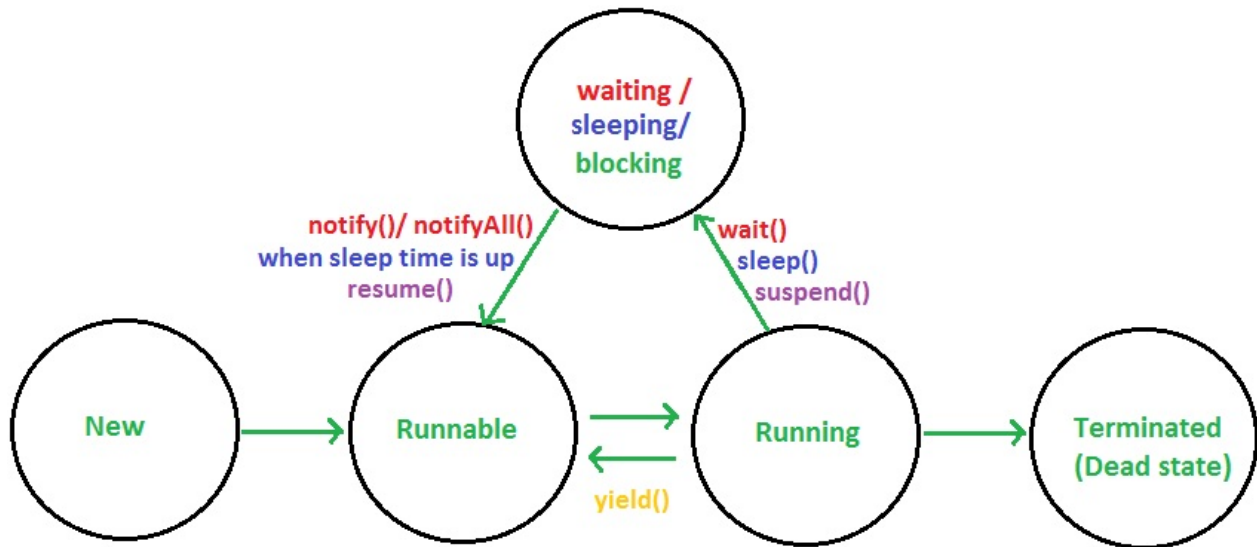 waiting /
sleeping/
blocking
notify()/ notifyAll()
when sleep time is up
resume()
wait()
sleep()
suspend()
New
Runnable
Running
Terminated
(Dead state)
yield()